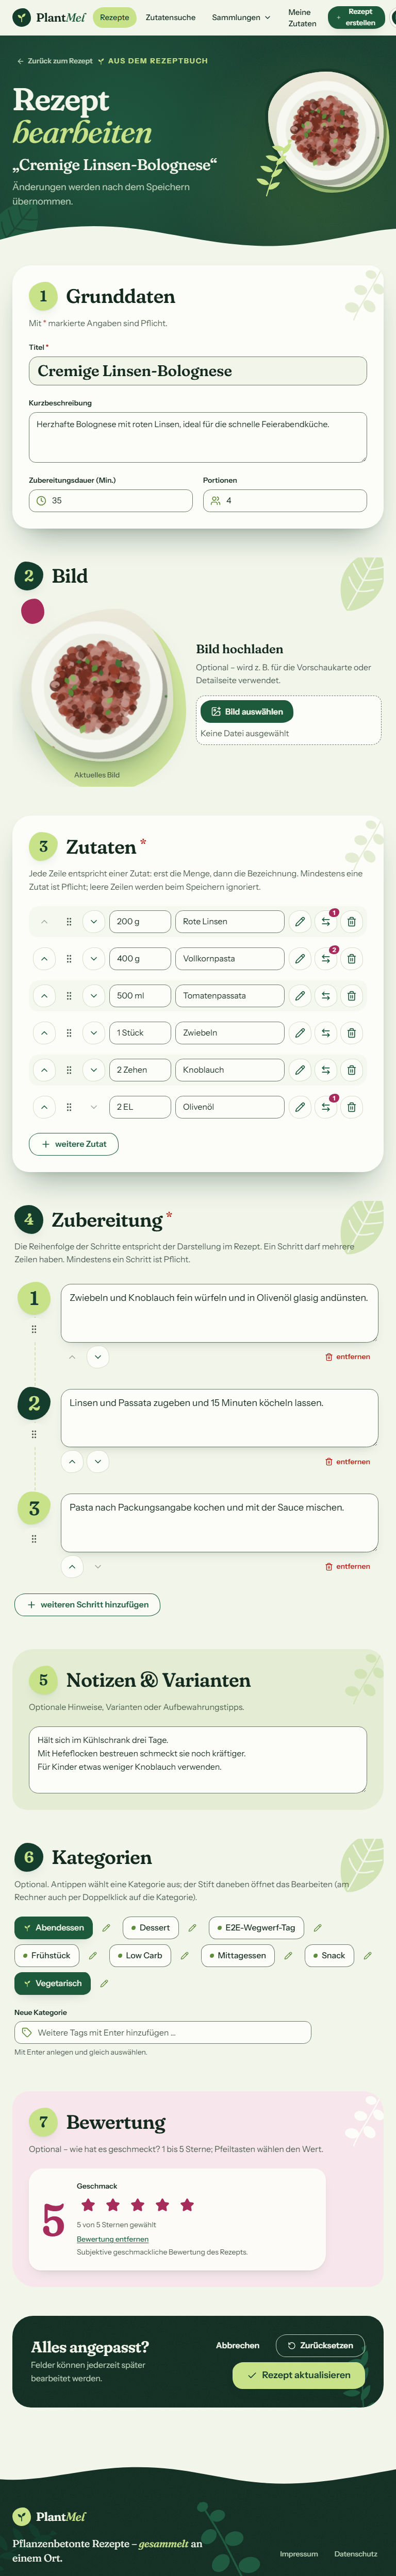 PlantMel
Rezepte
Zutatensuche
Sammlungen
Meine
Zutaten
Rezept
erstellen
Zurück zum Rezept
AUS DEM REZEPTBUCH
Rezept
bearbeiten
„Cremige Linsen-Bolognese“
Änderungen werden nach dem Speichern
übernommen.
1 Grunddaten
Mit * markierte Angaben sind Pflicht.
Titel *
Cremige Linsen-Bolognese
Kurzbeschreibung
Herzhafte Bolognese mit roten Linsen, ideal für die schnelle Feierabendküche.
Zubereitungsdauer (Min.) Portionen
35 4
2 Bild
Aktuelles Bild
Bild hochladen
Optional – wird z. B. für die Vorschaukarte oder
Detailseite verwendet.
Bild auswählen
Keine Datei ausgewählt
3 Zutaten *
Jede Zeile entspricht einer Zutat: erst die Menge, dann die Bezeichnung. Mindestens eine
Zutat ist Pflicht; leere Zeilen werden beim Speichern ignoriert.
200 g Rote Linsen 1
400 g Vollkornpasta 2
500 ml Tomatenpassata
1 Stück Zwiebeln
2 Zehen Knoblauch
2 EL Olivenöl 1
weitere Zutat
4 Zubereitung *
Die Reihenfolge der Schritte entspricht der Darstellung im Rezept. Ein Schritt darf mehrere
Zeilen haben. Mindestens ein Schritt ist Pflicht.
1 Zwiebeln und Knoblauch fein würfeln und in Olivenöl glasig andünsten.
entfernen
2 Linsen und Passata zugeben und 15 Minuten köcheln lassen.
entfernen
3 Pasta nach Packungsangabe kochen und mit der Sauce mischen.
entfernen
weiteren Schritt hinzufügen
5 Notizen & Varianten
Optionale Hinweise, Varianten oder Aufbewahrungstipps.
Hält sich im Kühlschrank drei Tage.
Mit Hefeflocken bestreuen schmeckt sie noch kräftiger.
Für Kinder etwas weniger Knoblauch verwenden.
6 Kategorien
Optional. Antippen wählt eine Kategorie aus; der Stift daneben öffnet das Bearbeiten (am
Rechner auch per Doppelklick auf die Kategorie).
Abendessen Dessert E2E-Wegwerf-Tag
Frühstück Low Carb Mittagessen Snack
Vegetarisch
Neue Kategorie
Weitere Tags mit Enter hinzufügen ...
Mit Enter anlegen und gleich auswählen.
7 Bewertung
Optional – wie hat es geschmeckt? 1 bis 5 Sterne; Pfeiltasten wählen den Wert.
5
Geschmack
5 von 5 Sternen gewählt
Bewertung entfernen
Subjektive geschmackliche Bewertung des Rezepts.
Alles angepasst?
Felder können jederzeit später
bearbeitet werden.
Abbrechen Zurücksetzen
Rezept aktualisieren
PlantMel
Pflanzenbetonte Rezepte – gesammelt an
einem Ort.
Impressum Datenschutz